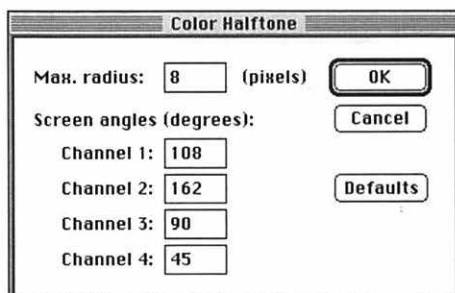 Color Halftone
Max. radius: 8 (pixels) OK
Screen angles (degrees): Cancel
Channel 1: 108
Channel 2: 162 Defaults
Channel 3: 90
Channel 4: 45